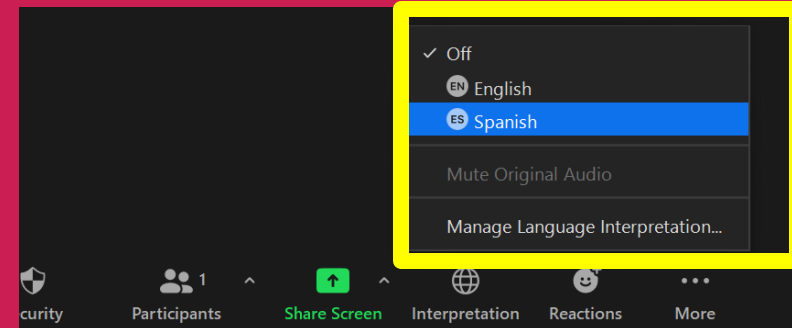 Off
EN English
ES Spanish
Mute Original Audio
Manage Language Interpretation...
1
curity Participants Share Screen Interpretation Reactions More